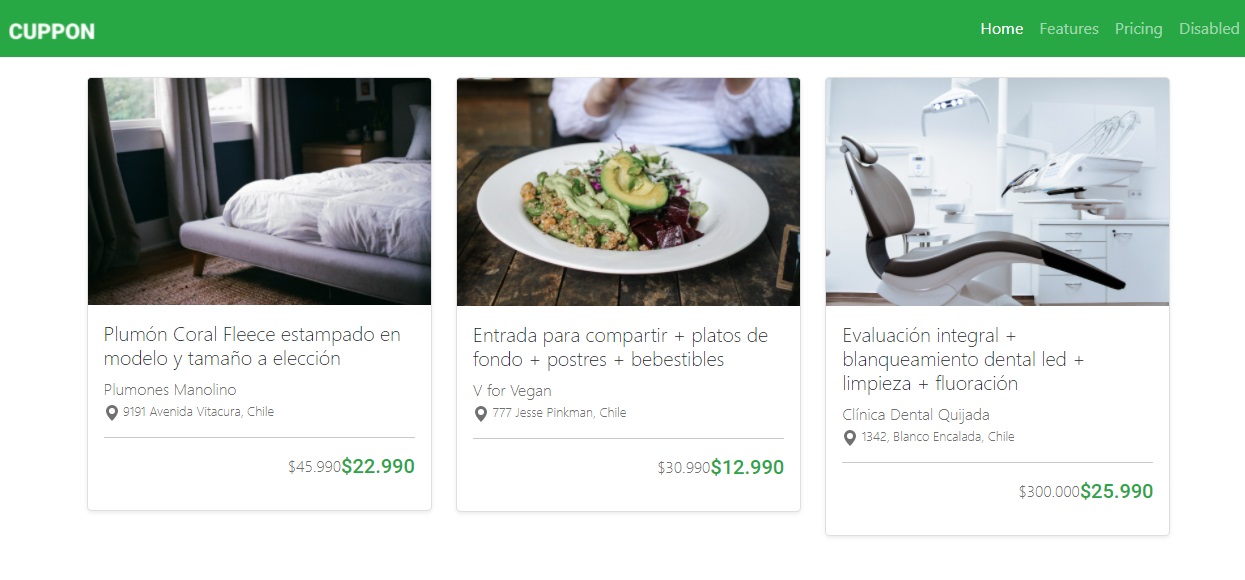 CUPPON
Home Features Pricing Disabled
Plumón Coral Fleece estampado en
modelo y tamaño a elección
Plumones Manolino
9191 Avenida Vitacura, Chile
$45.990$22.990
Entrada para compartir + platos de
fondo + postres + bebestibles
V for Vegan
777 Jesse Pinkman, Chile
$30.990$12.990
Evaluación integral +
blanqueamiento dental led +
limpieza + fluoración
Clínica Dental Quijada
1342, Blanco Encalada, Chile
$300.000$25.990